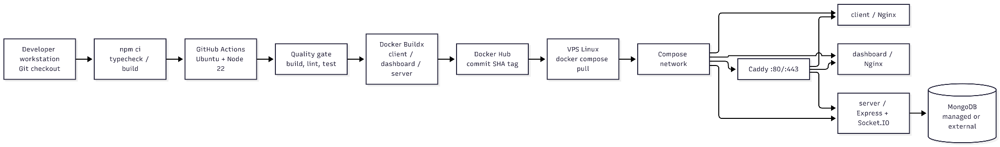 Developer
workstation
Git checkout
npm ci
typecheck /
build
GitHub Actions
Ubuntu + Node
22
Quality gate
build, lint, test
Docker Buildx
client /
dashboard /
server
Docker Hub
commit SHA tag
VPS Linux
docker compose
pull
Compose
network
Caddy :80/:443
client / Nginx
dashboard /
Nginx
server /
Express +
Socket.IO
MongoDB
managed or
external